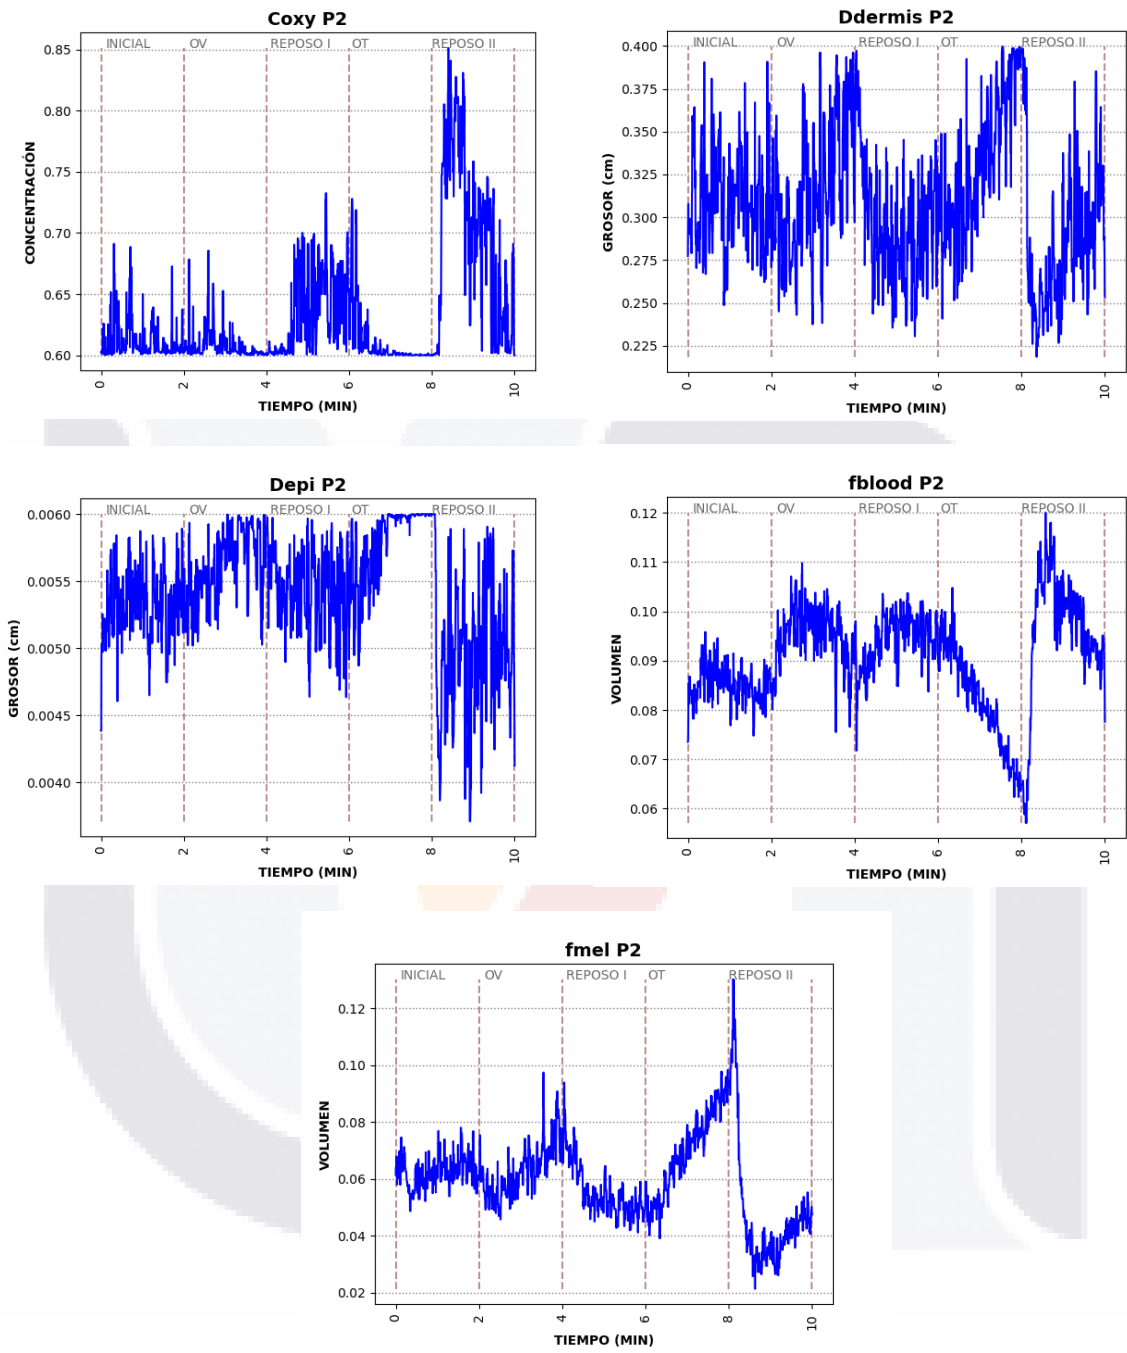 Coxy P2
INICIAL OV REPOSO I OT REPOSO II
0.85
0.80
0.75
0.70
0.65
0.60
CONCENTRACIÓN
0 2 4 6 8 10
TIEMPO (MIN)
Ddermis P2
INICIAL OV REPOSO I OT REPOSO II
0.400
0.375
0.350
0.325
0.300
0.275
0.250
0.225
GROSOR (cm)
0 2 4 6 8 10
TIEMPO (MIN)
Depi P2
INICIAL OV REPOSO I OT REPOSO II
0.0060
0.0055
0.0050
0.0045
0.0040
GROSOR (cm)
0 2 4 6 8 10
TIEMPO (MIN)
fblood P2
INICIAL OV REPOSO I OT REPOSO II
0.12
0.11
0.10
0.09
0.08
0.07
0.06
VOLUMEN
0 2 4 6 8 10
TIEMPO (MIN)
fmel P2
INICIAL OV REPOSO I OT REPOSO II
0.12
0.10
0.08
0.06
0.04
0.02
VOLUMEN
0 2 4 6 8 10
TIEMPO (MIN)